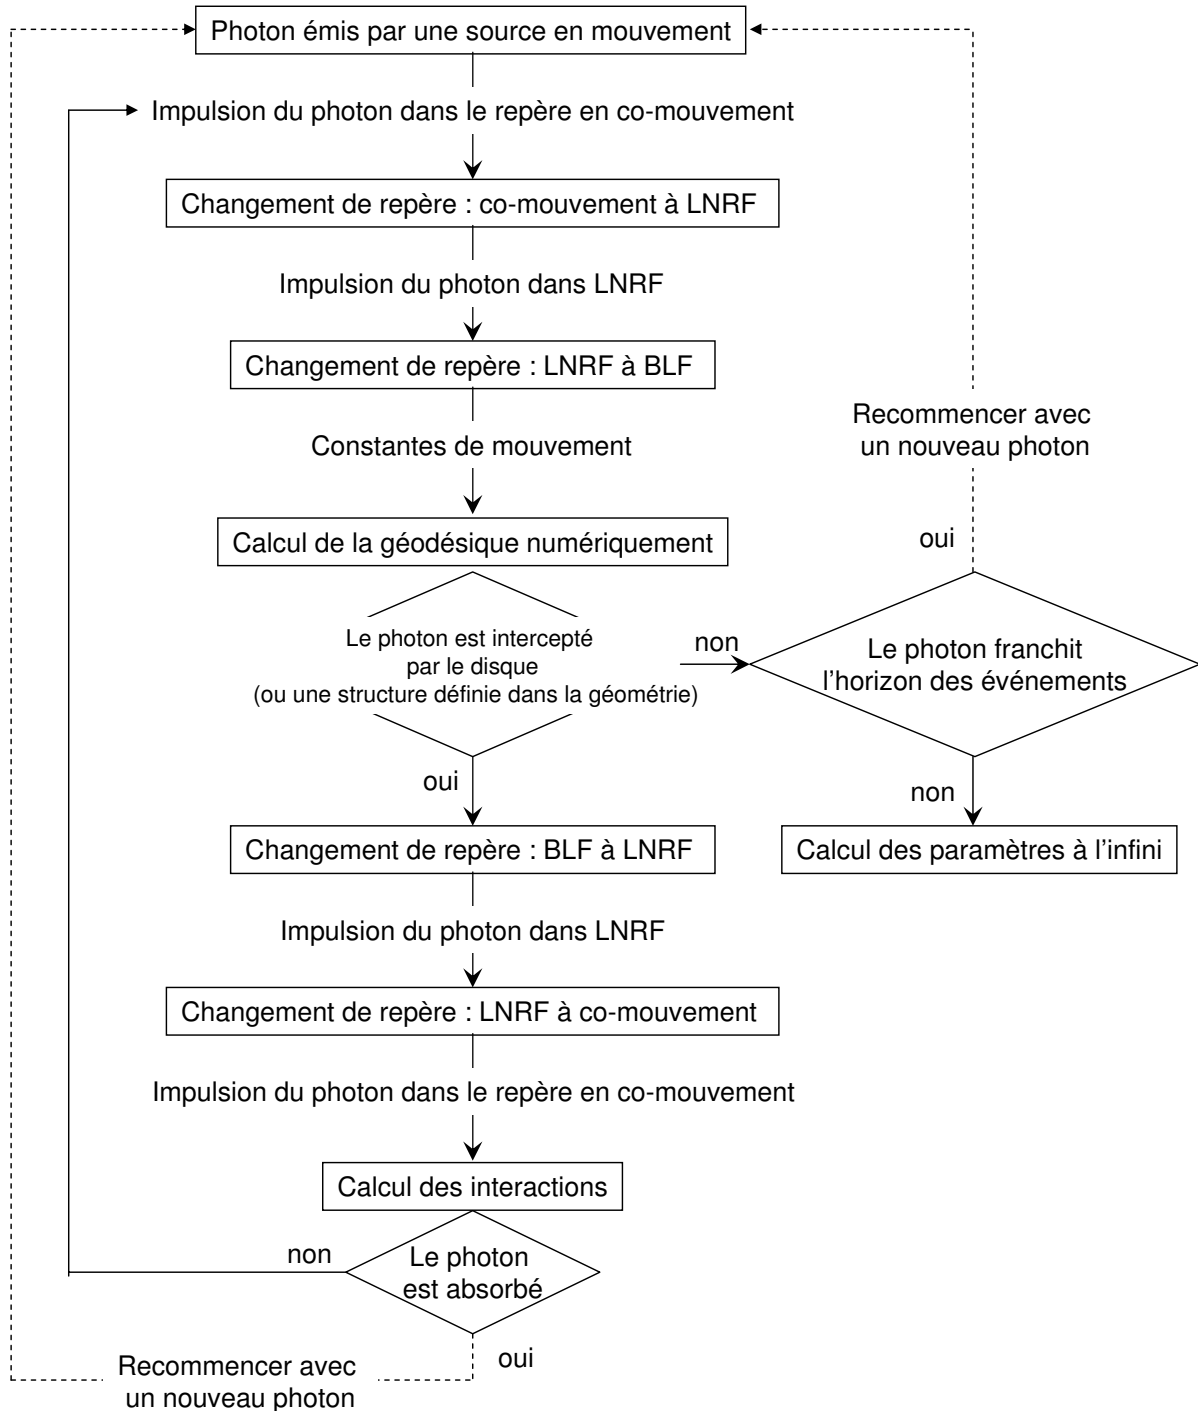 Photon émis par une source en mouvement
Impulsion du photon dans le repère en co-mouvement
Changement de repère : co-mouvement à LNRF
Impulsion du photon dans LNRF
Changement de repère : LNRF à BLF
Constantes de mouvement
Recommencer avec
un nouveau photon
Calcul de la géodésique numériquement
oui
Le photon est intercepté
par le disque
(ou une structure définie dans la géométrie)
non
Le photon franchit
l'horizon des événements
oui
non
Changement de repère : BLF à LNRF
Calcul des paramètres à l'infini
Impulsion du photon dans LNRF
Changement de repère : LNRF à co-mouvement
Impulsion du photon dans le repère en co-mouvement
Calcul des interactions
non
Le photon
est absorbé
oui
Recommencer avec
un nouveau photon